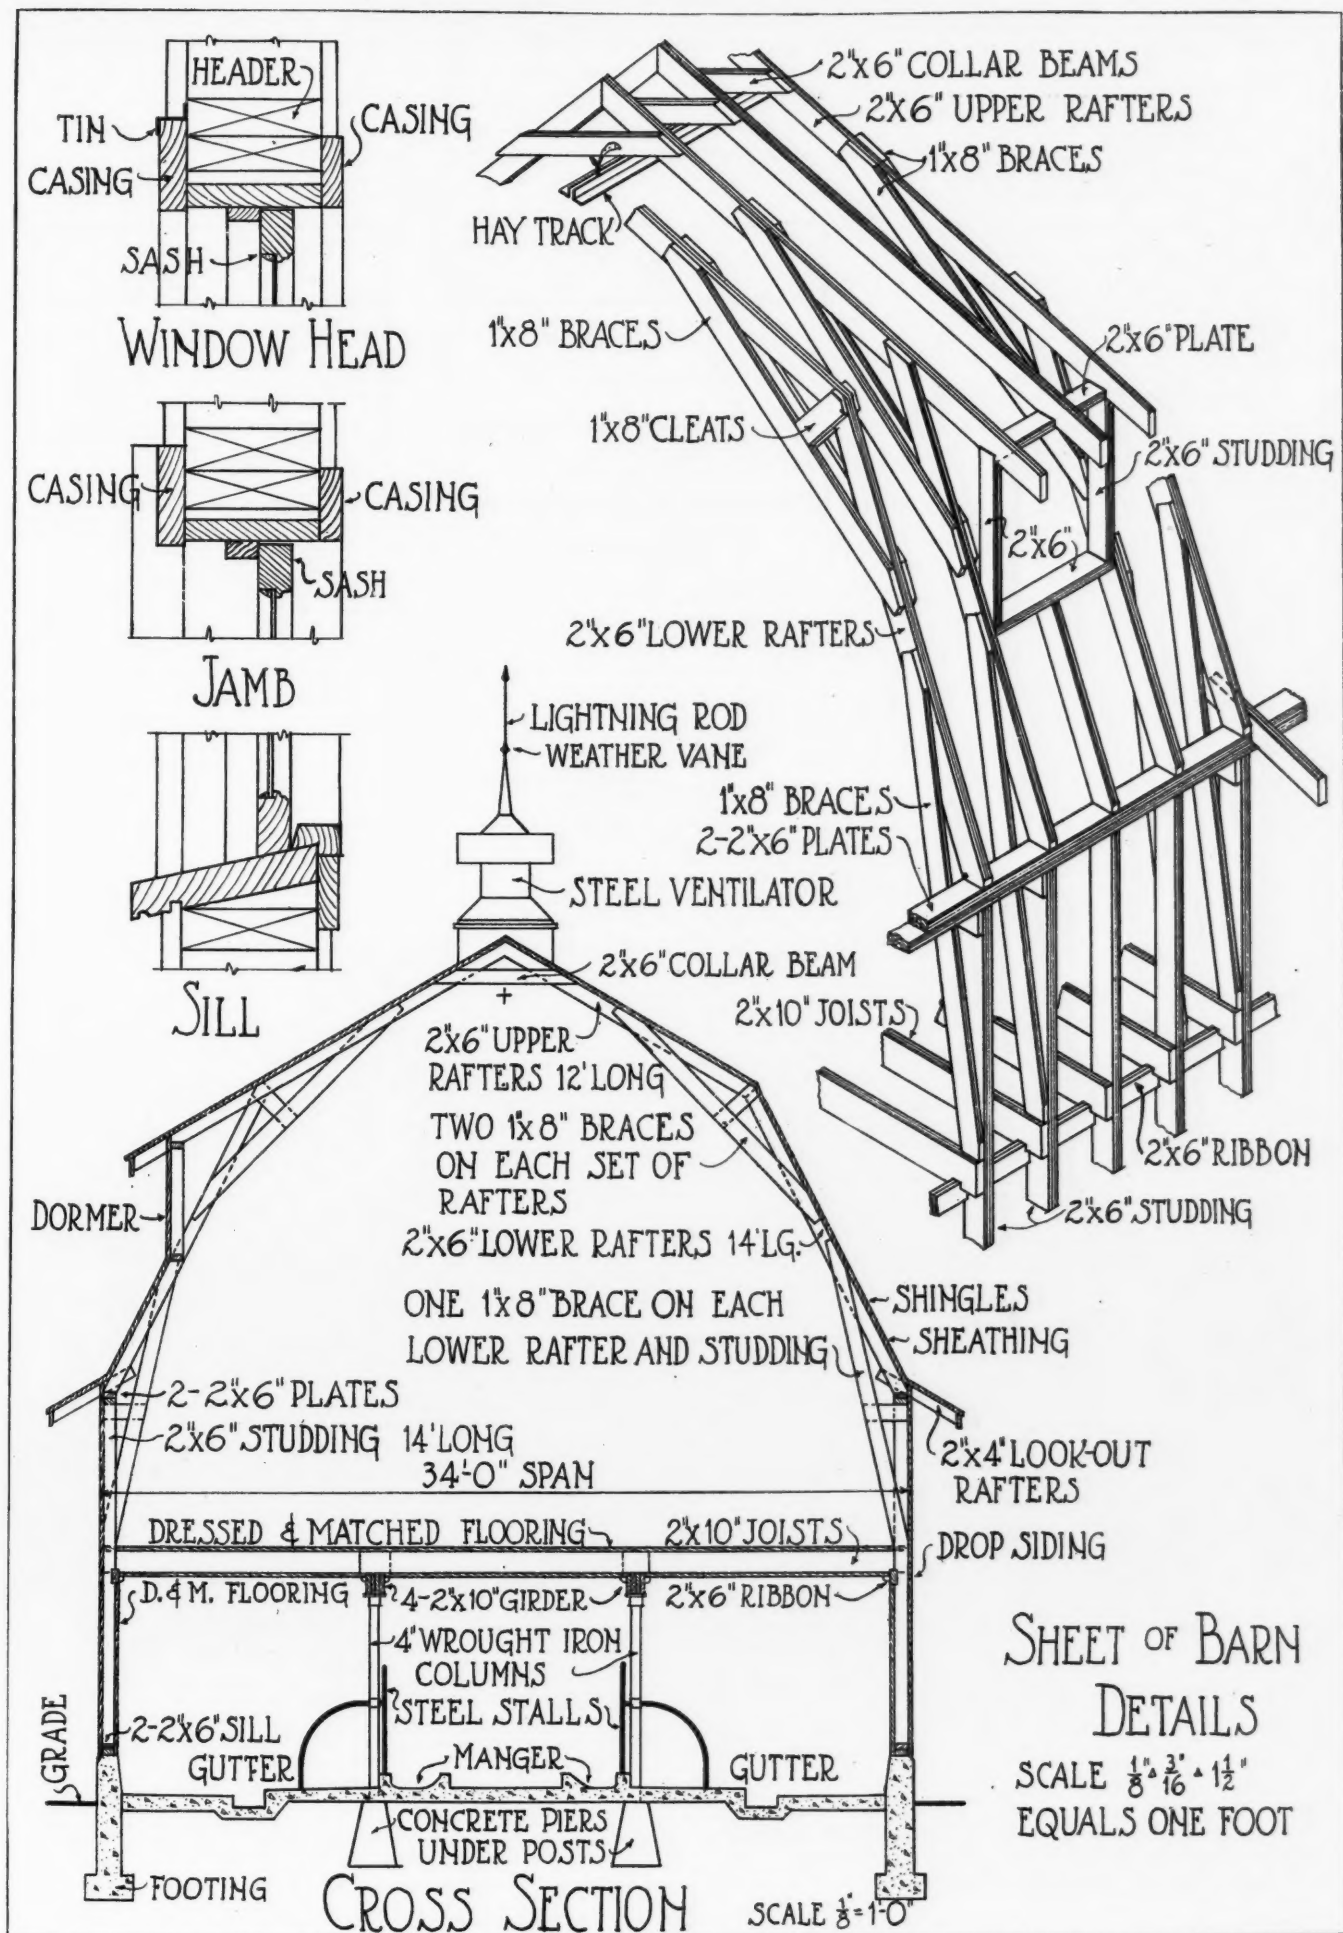 HEADER
TIN
CASING
CASING
SASH
WINDOW HEAD
CASING
CASING
SASH
JAMB
SILL
2"x6" COLLAR BEAMS
2"x6" UPPER RAFTERS
1"x8" BRACES
HAY TRACK
1"x8" BRACES
2"x6" PLATE
1"x8" CLEATS
2"x6" STUDDING
2"x6"
2"x6" LOWER RAFTERS
1"x8" BRACES
2-2"x6" PLATES
2"x10" JOISTS
2"x6" RIBBON
2"x6" STUDDING
LIGHTNING ROD
WEATHER VANE
STEEL VENTILATOR
2"x6" COLLAR BEAM
2"x6" UPPER
RAFTERS 12' LONG
TWO 1"x8" BRACES
ON EACH SET OF
RAFTERS
DORMER
2"x6" LOWER RAFTERS 14' LG.
ONE 1"x8" BRACE ON EACH
LOWER RAFTER AND STUDDING
SHINGLES
SHEATHING
2-2"x6" PLATES
2"x6" STUDDING 14' LONG
34'-0" SPAN
2"x4" LOOK-OUT
RAFTERS
DRESSED & MATCHED FLOORING
2"x10" JOISTS
DROP SIDING
D. & M. FLOORING
4-2"x10" GIRDER
2"x6" RIBBON
4" WROUGHT IRON
COLUMNS
STEEL STALLS
GRADE
2-2"x6" SILL
GUTTER
MANGER
GUTTER
CONCRETE PIERS
UNDER POSTS
FOOTING
CROSS SECTION
SCALE 1/8" = 1'-0"
SHEET OF BARN
DETAILS
SCALE 1/8" & 3/16" & 1 1/2"
EQUALS ONE FOOT